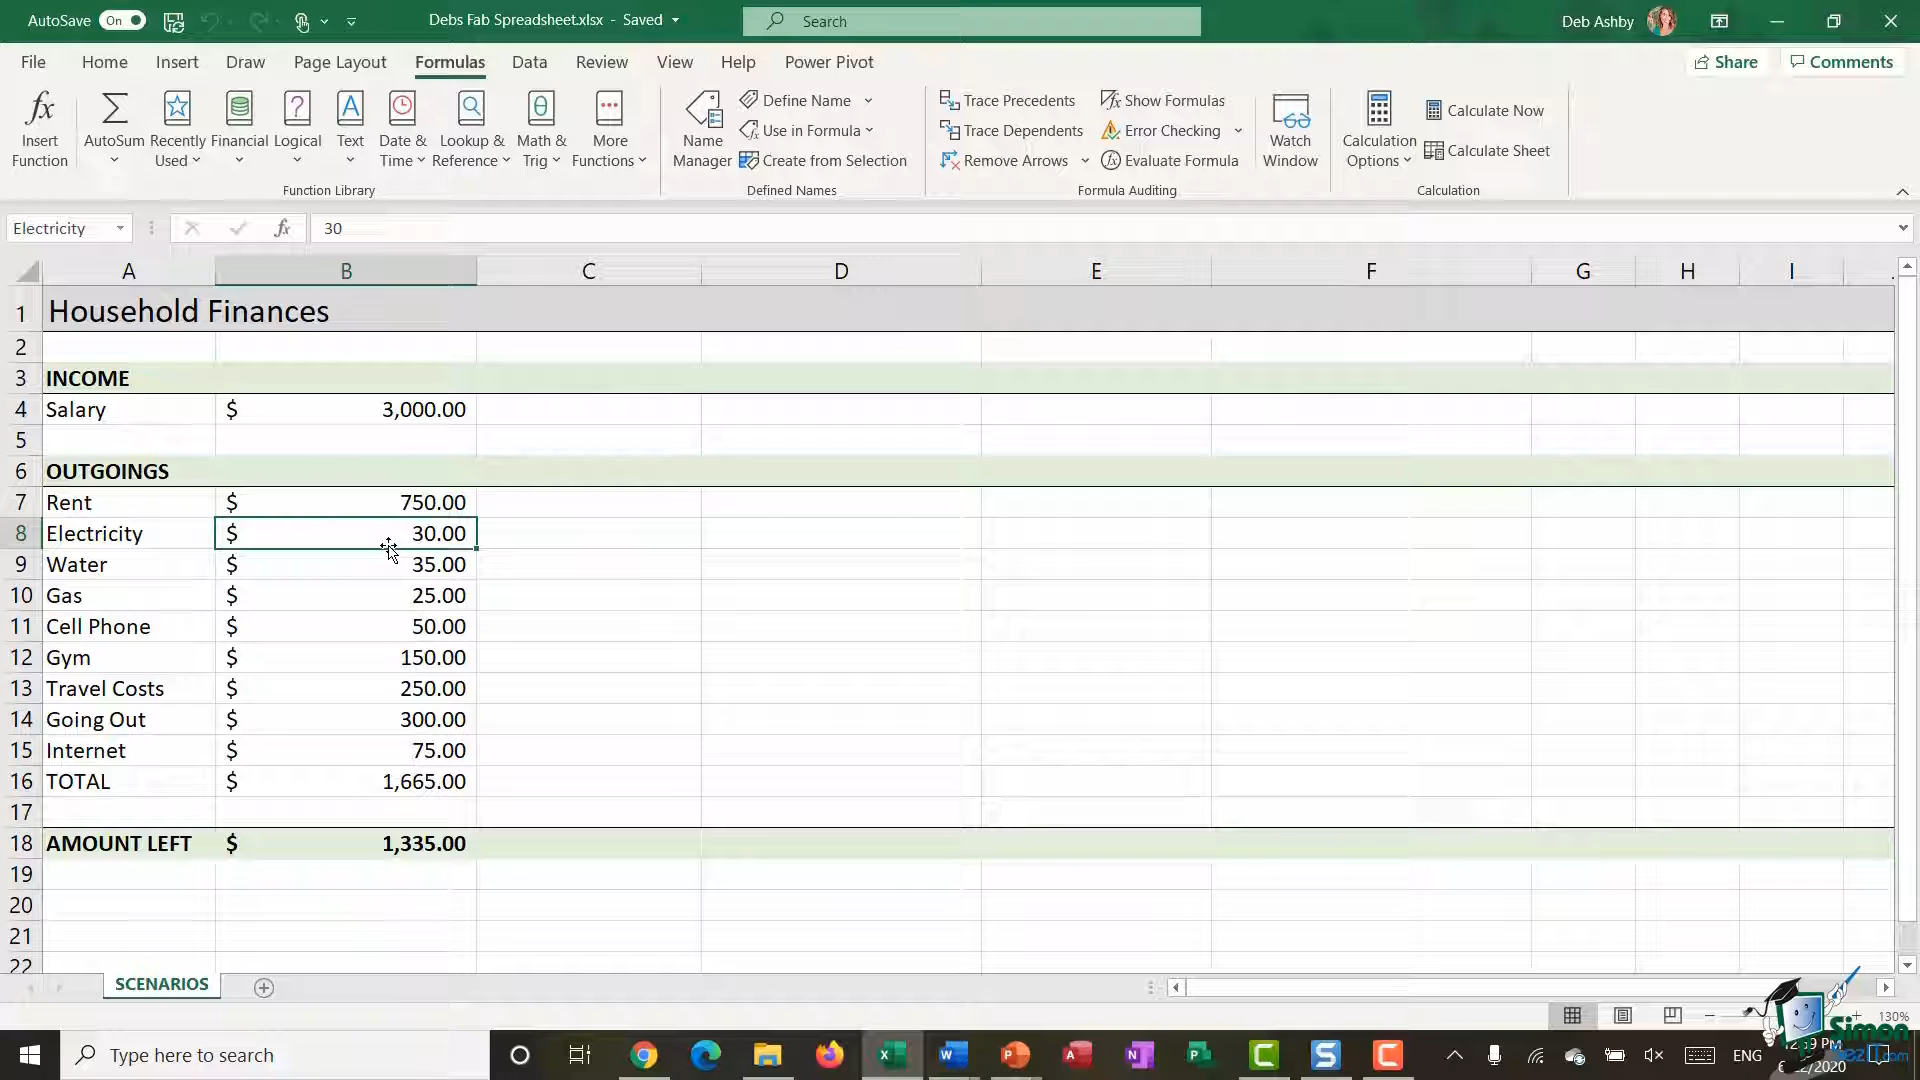 AutoSave On Debs Fab Spreadsheet.xlsx - Saved Search Deb Ashby
File Home Insert Draw Page Layout Formulas Data Review View Help Power Pivot Share Comments
Insert Function AutoSum Recently Used Financial Logical Text Date & Time Lookup & Reference Math & Trig More Functions
Function Library
Name Manager Define Name Use in Formula Create from Selection
Defined Names
Trace Precedents Show Formulas
Trace Dependents Error Checking
Remove Arrows Evaluate Formula
Watch Window
Formula Auditing
Calculation Options Calculate Now Calculate Sheet
Calculation
Electricity fx 30
A B C D E F G H I
1 Household Finances
2
3 INCOME
4 Salary $ 3,000.00
5
6 OUTGOINGS
7 Rent $ 750.00
8 Electricity $ 30.00
9 Water $ 35.00
10 Gas $ 25.00
11 Cell Phone $ 50.00
12 Gym $ 150.00
13 Travel Costs $ 250.00
14 Going Out $ 300.00
15 Internet $ 75.00
16 TOTAL $ 1,665.00
17
18 AMOUNT LEFT $ 1,335.00
19
20
21
22
SCENARIOS
130%
Type here to search ENG
Simon